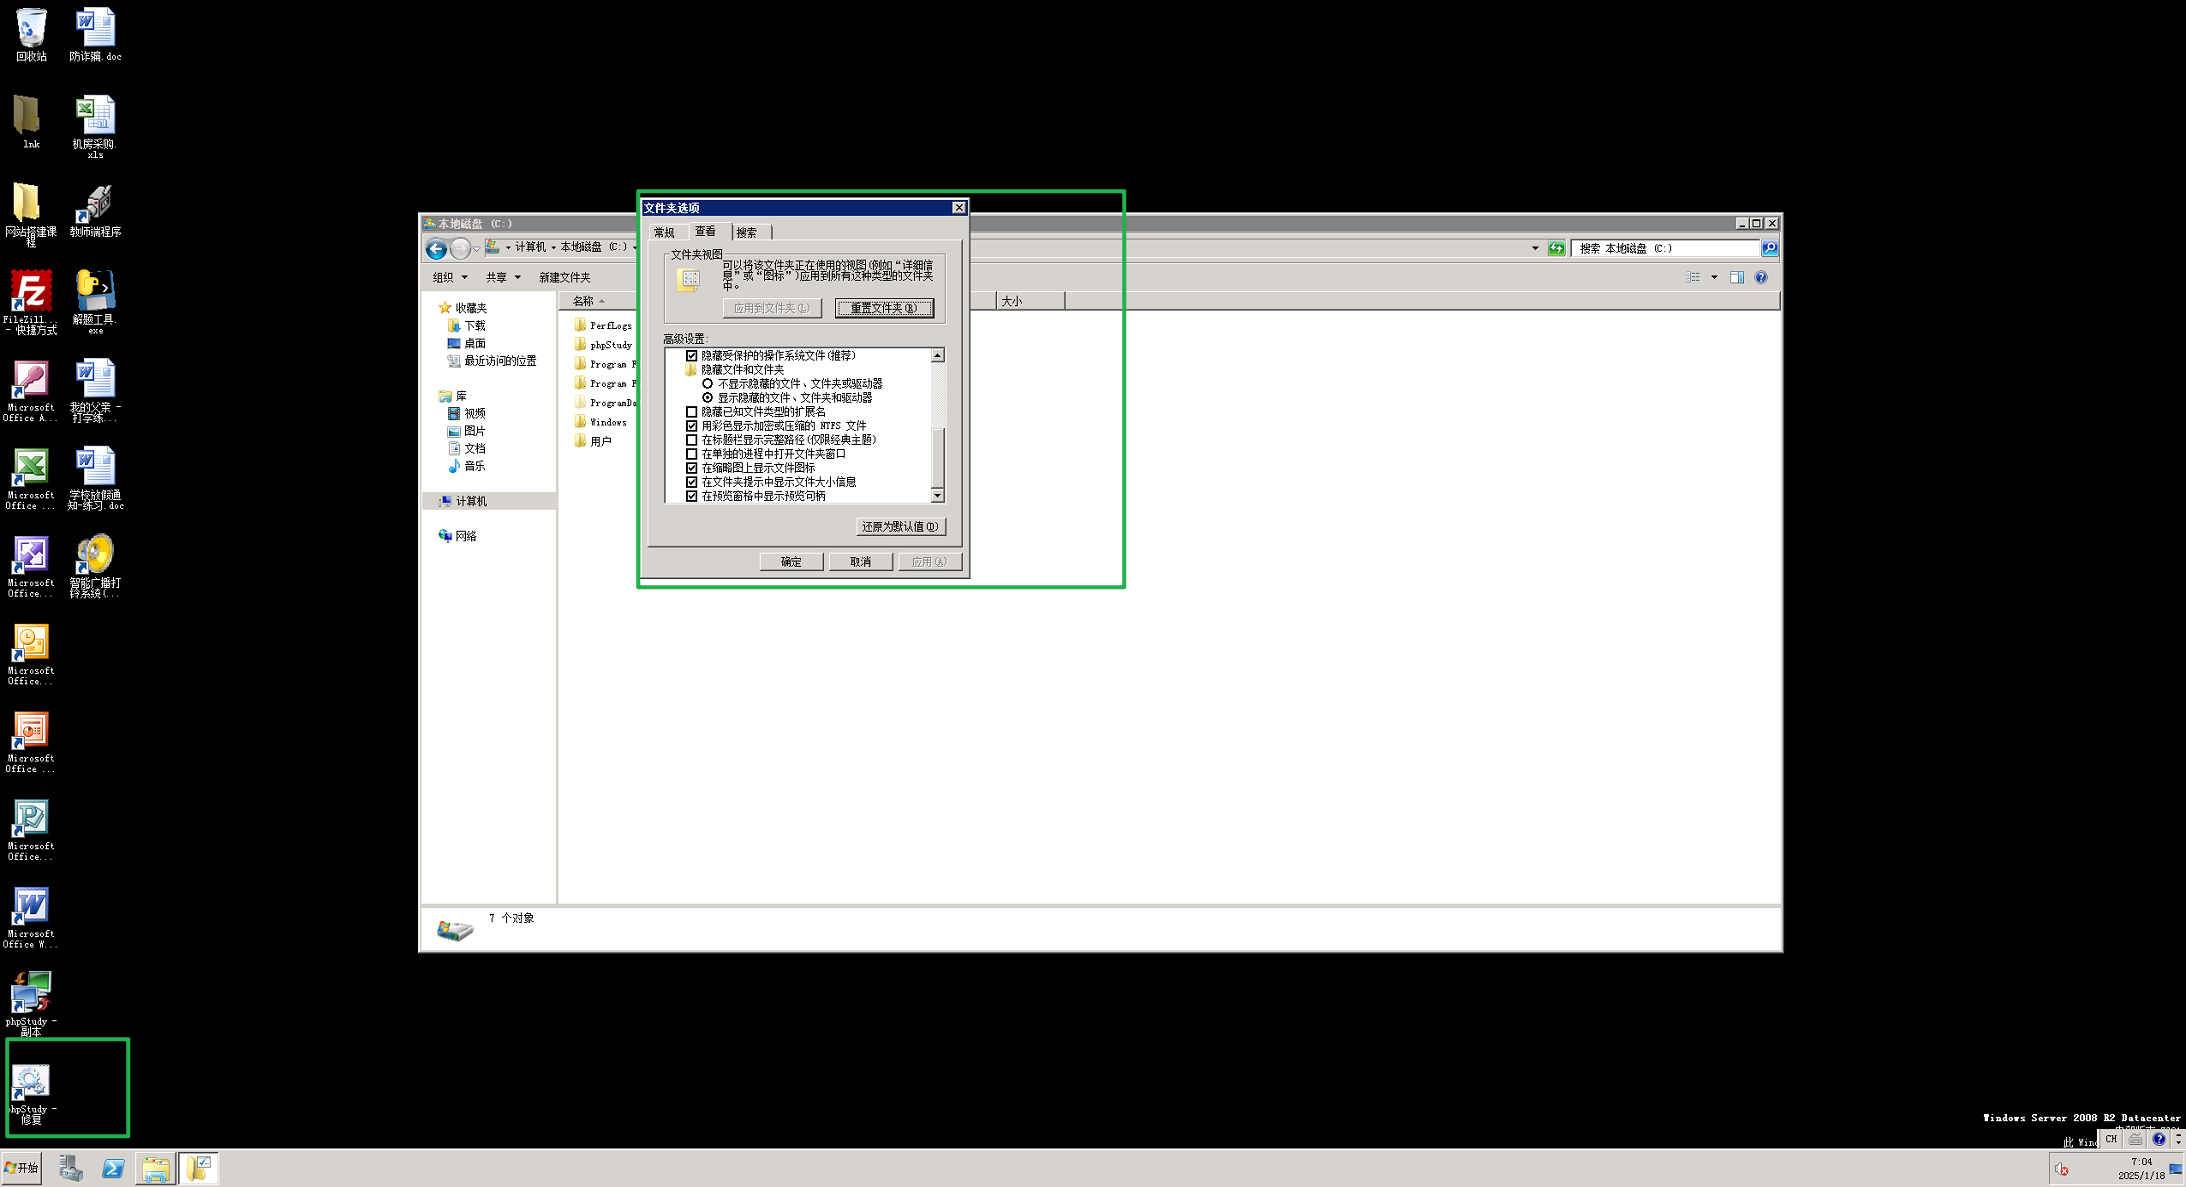 回收站
防诈骗.doc
lnk
机房采购.
xls
网站搭建课
程
教师端程序
FileZill...
- 快捷方式
解题工具.
exe
Microsoft
Office A...
我的父亲 -
打字练...
Microsoft
Office ...
学校放假通
知-练习.doc
Microsoft
Office...
智能广播打
铃系统(...
Microsoft
Office...
Microsoft
Office ...
Microsoft
Office...
Microsoft
Office W...
phpStudy -
副本
phpStudy -
修复
本地磁盘 (C:)
计算机
本地磁盘 (C:)
搜索 本地磁盘 (C:)
组织
共享
新建文件夹
收藏夹
下载
桌面
最近访问的位置
库
视频
图片
文档
音乐
计算机
网络
名称
大小
PerfLogs
phpStudy
Program F
Program F
ProgramDa
Windows
用户
7 个对象
文件夹选项
常规
查看
搜索
文件夹视图
可以将该文件夹正在使用的视图(例如“详细信
息”或“图标”)应用到所有这种类型的文件夹
中。
应用到文件夹(L)
重置文件夹(R)
高级设置:
隐藏受保护的操作系统文件(推荐)
隐藏文件和文件夹
不显示隐藏的文件、文件夹或驱动器
显示隐藏的文件、文件夹和驱动器
隐藏已知文件类型的扩展名
用彩色显示加密或压缩的 NTFS 文件
在标题栏显示完整路径(仅限经典主题)
在单独的进程中打开文件夹窗口
在缩略图上显示文件图标
在文件夹提示中显示文件大小信息
在预览窗格中显示预览句柄
还原为默认值(D)
确定
取消
应用(A)
Windows Server 2008 R2 Datacenter
此 Wind
CH
开始
7:04
2025/1/18